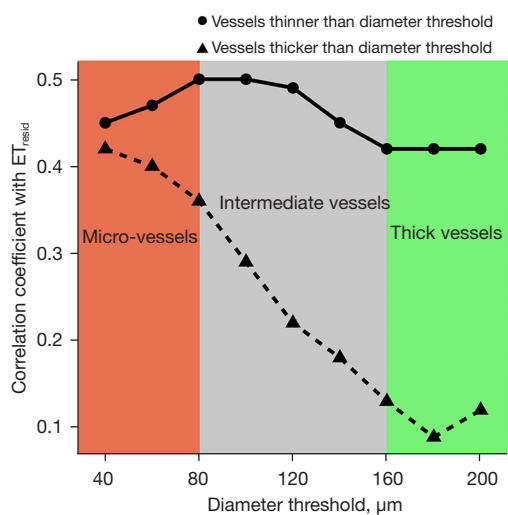 Vessels thinner than diameter threshold
Vessels thicker than diameter threshold
0.5
0.4
0.3
0.2
0.1
Correlation coefficient with ET_resid
Micro-vessels
Intermediate vessels
Thick vessels
40
80
120
160
200
Diameter threshold, µm